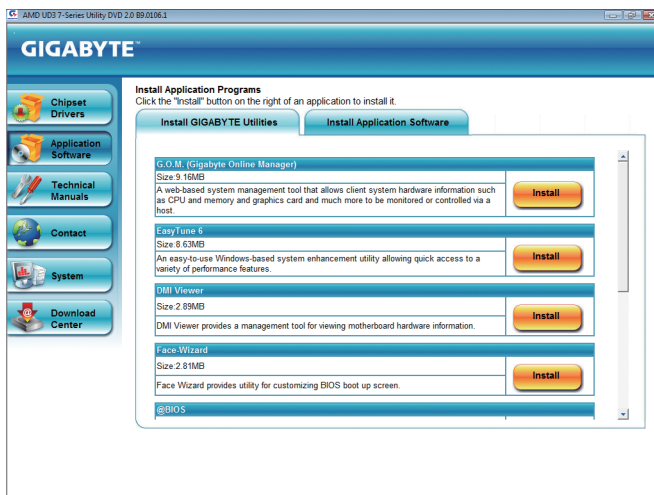 AMD UD3 7-Series Utility DVD 2.0 B9.0106.1
GIGABYTE™
Chipset
Drivers
Application
Software
Technical
Manuals
Contact
System
Download
Center
Install Application Programs
Click the "Install" button on the right of an application to install it.
Install GIGABYTE Utilities
Install Application Software
G.O.M. (Gigabyte Online Manager)
Size:9.16MB
A web-based system management tool that allows client system hardware information such
as CPU and memory and graphics card and much more to be monitored or controlled via a
host.
Install
EasyTune 6
Size:8.63MB
An easy-to-use Windows-based system enhancement utility allowing quick access to a
variety of performance features.
Install
DMI Viewer
Size:2.89MB
DMI Viewer provides a management tool for viewing motherboard hardware information.
Install
Face-Wizard
Size:2.81MB
Face Wizard provides utility for customizing BIOS boot up screen.
Install
@BIOS